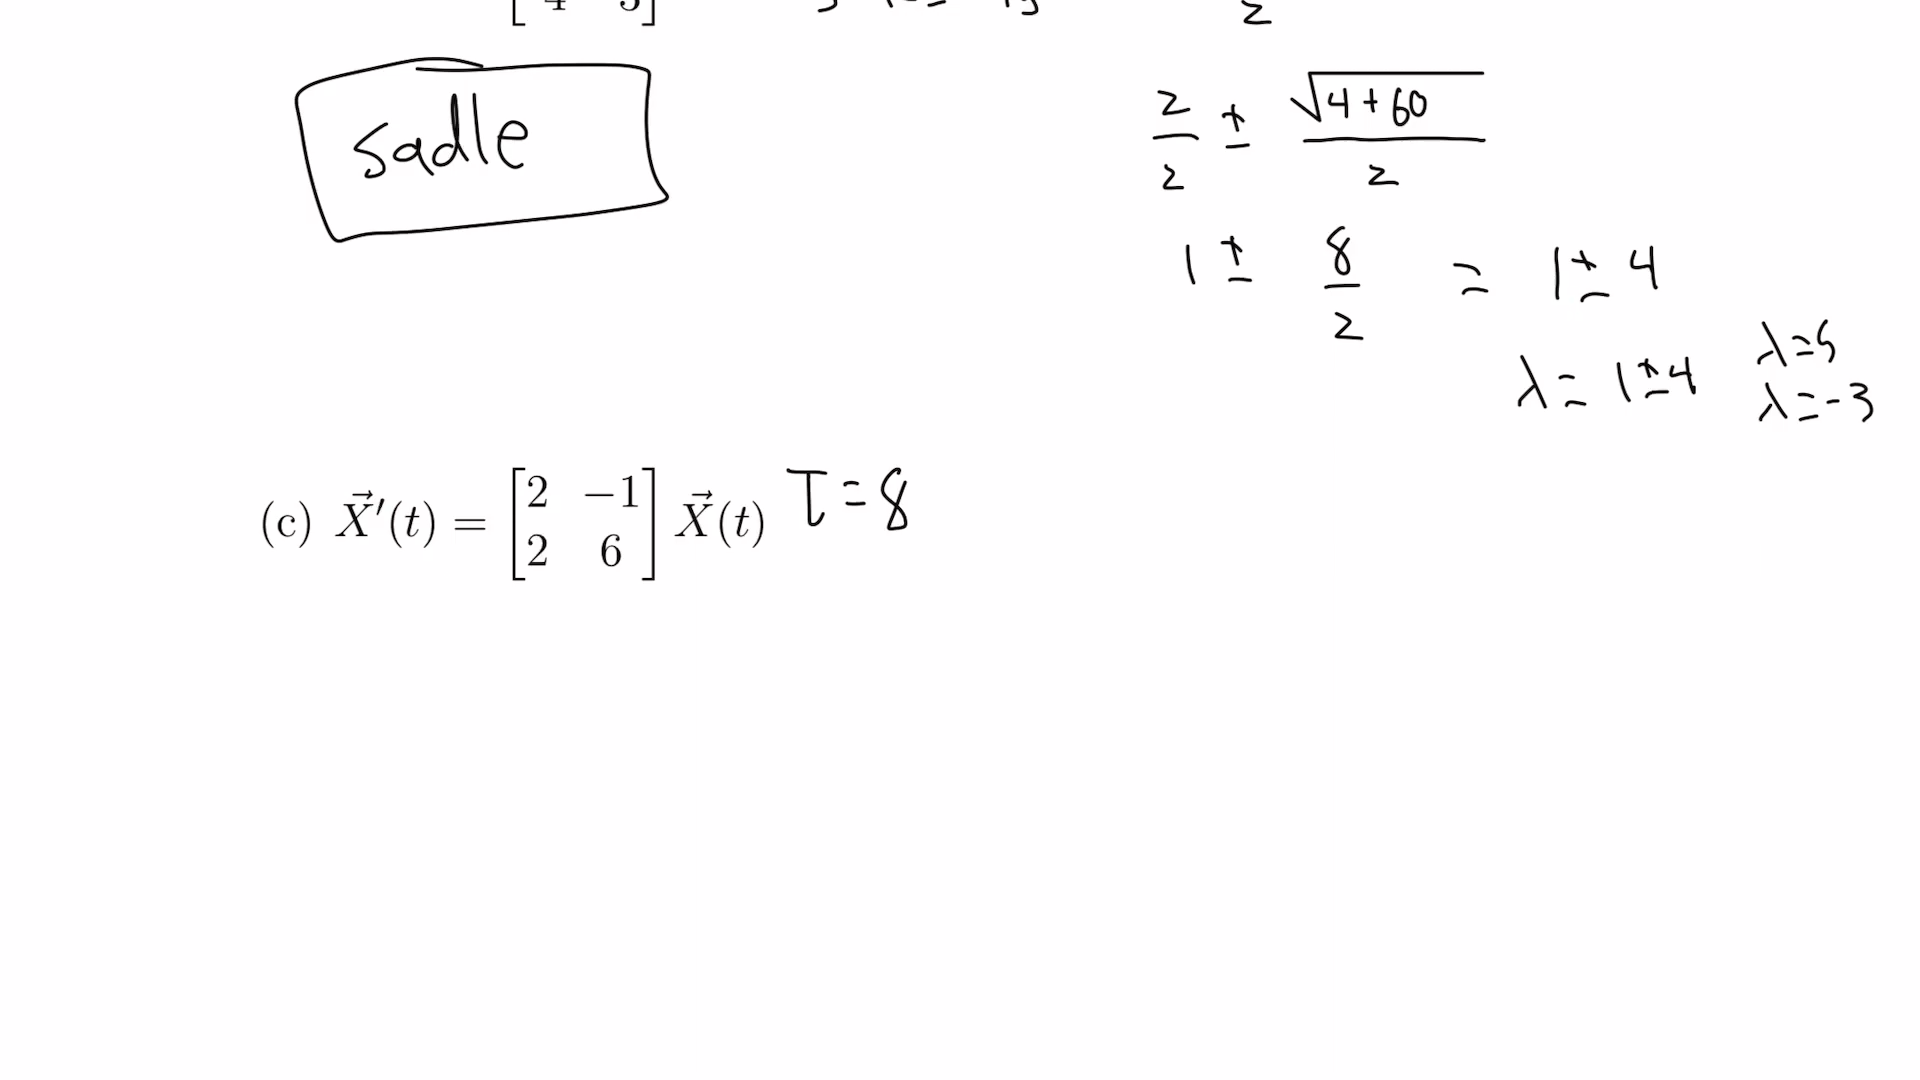 2
sadle
2/2 ± √(4+60)/2
1 ± 8/2 = 1 ± 4
λ = 1 ± 4 λ=5
λ=-3
(c) X⃗′(t) = [2 −1; 2 6] X⃗(t) τ = 8